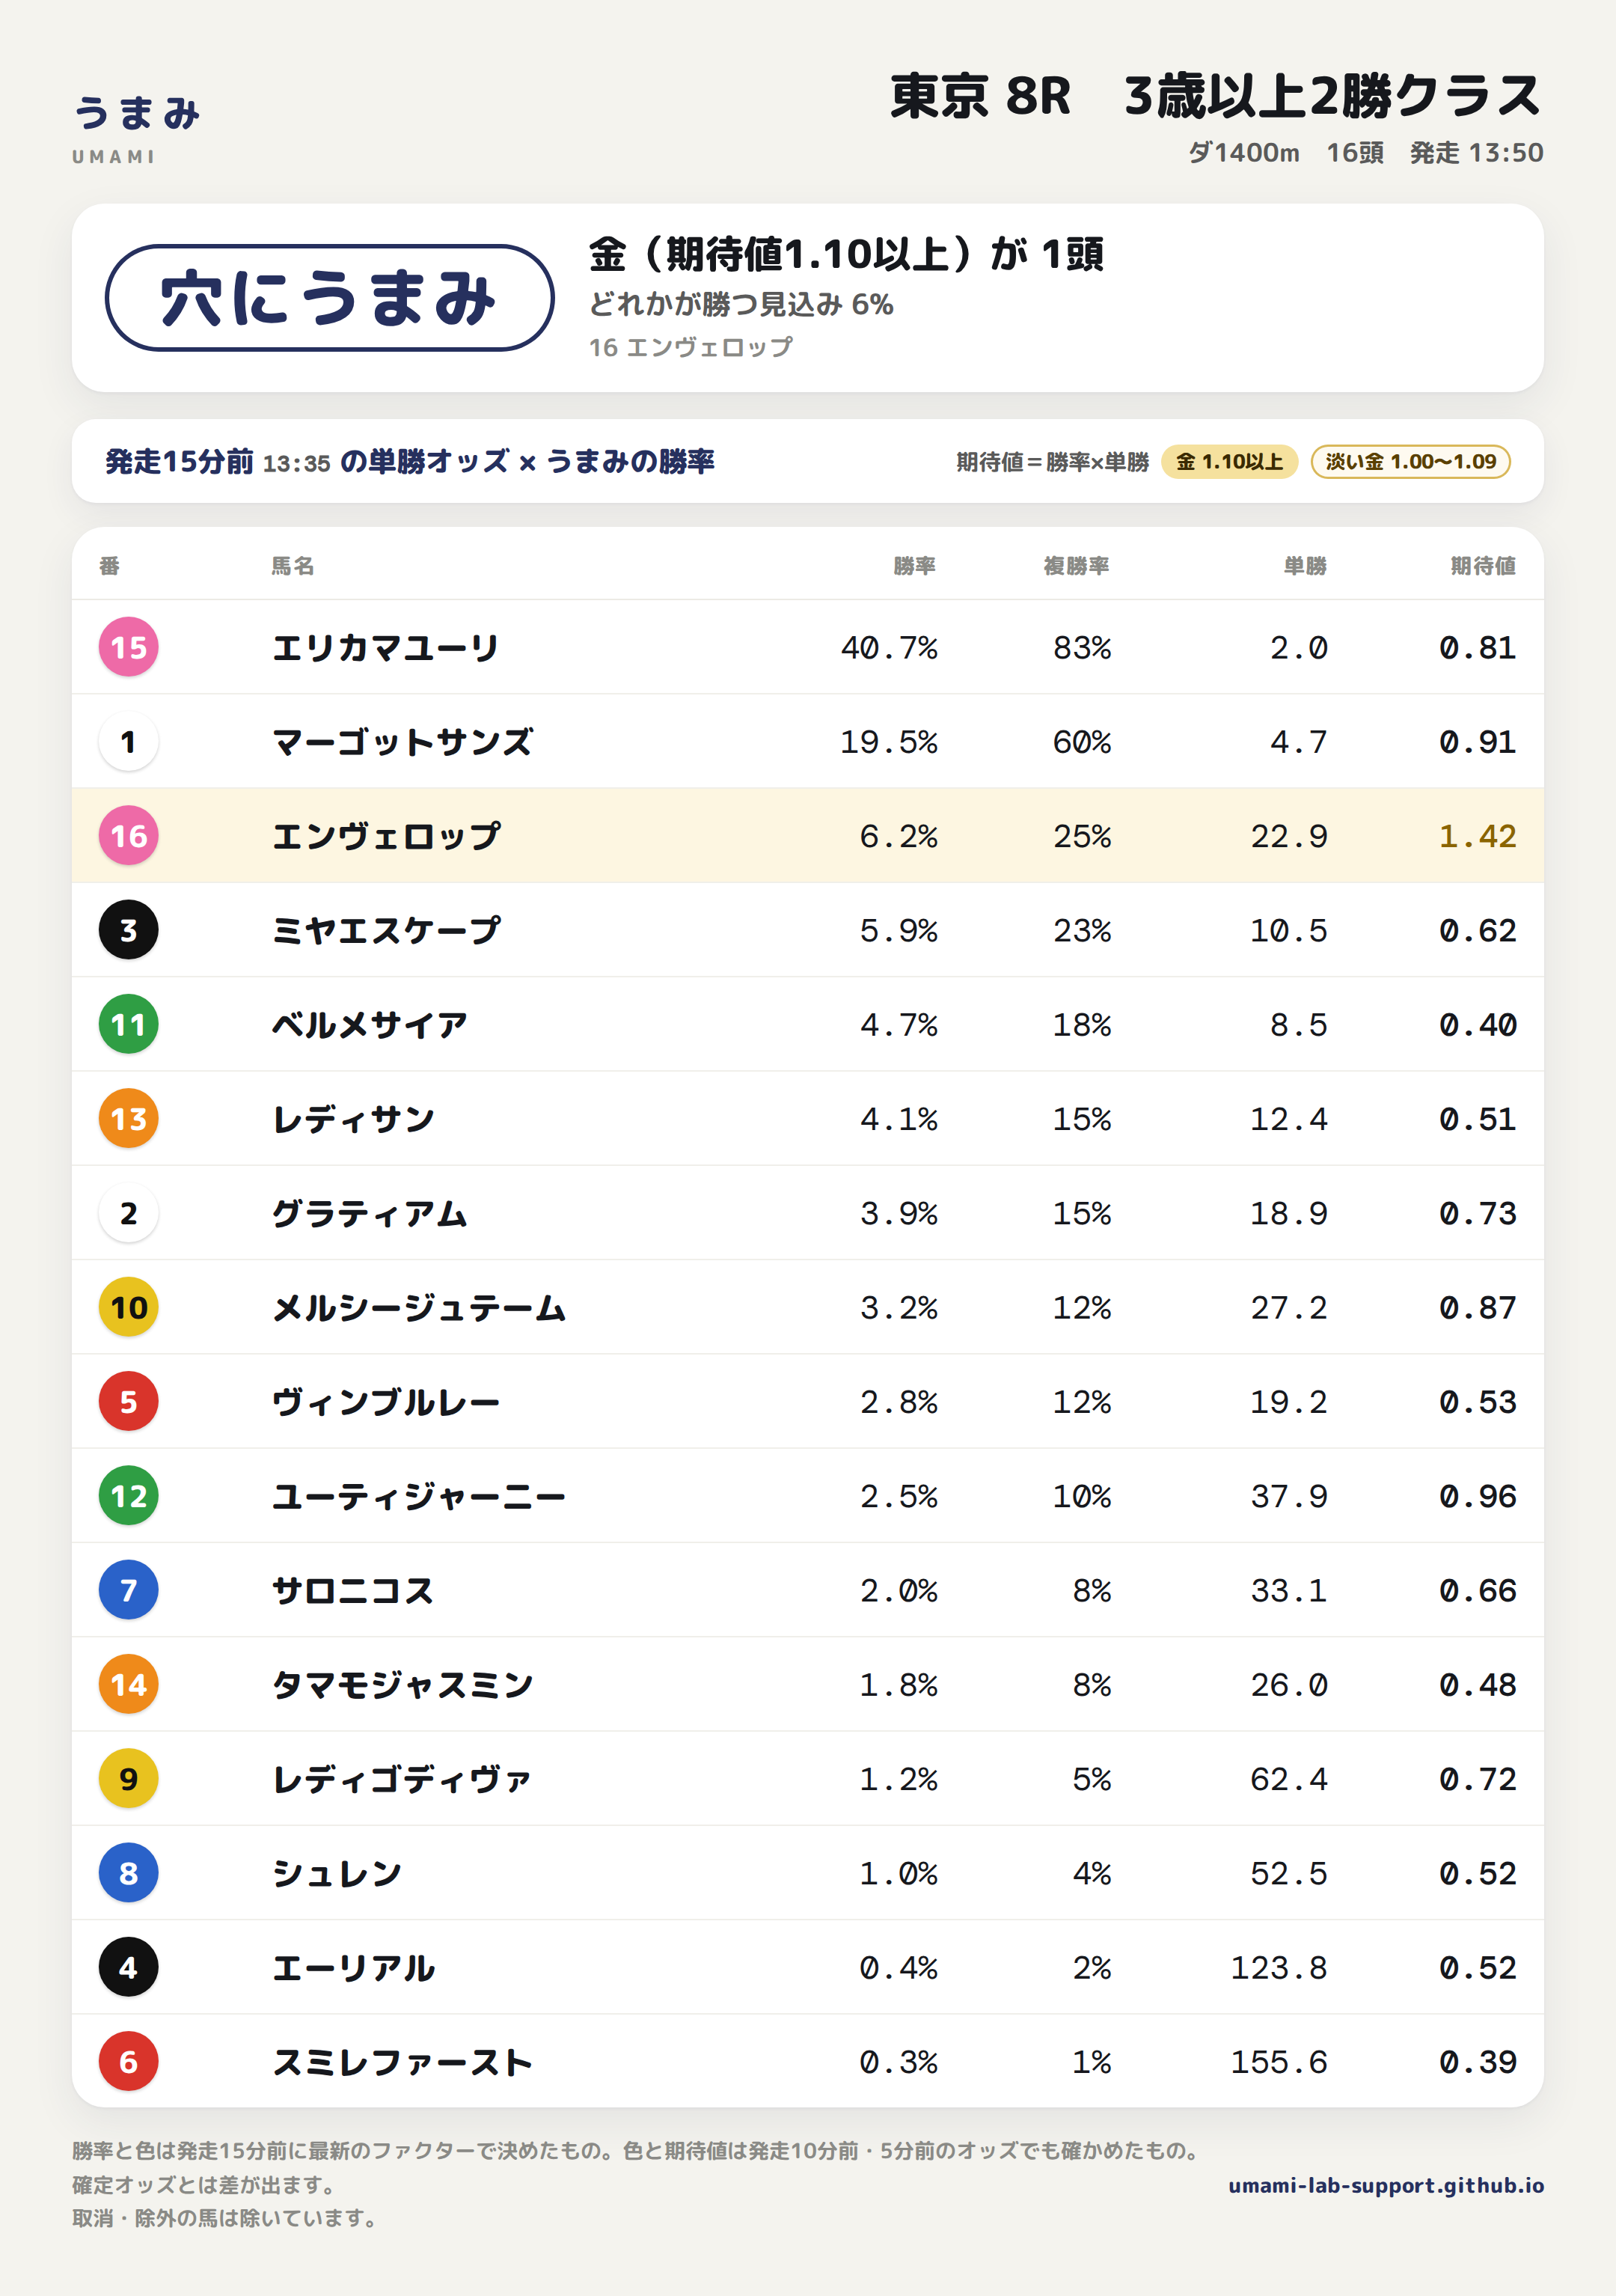 うまみ
UMAMI
東京 8R　3歳以上2勝クラス
ダ1400m　16頭　発走 13:50
穴にうまみ
金（期待値1.10以上）が 1頭
どれかが勝つ見込み 6%
16 エンヴェロップ
発走15分前 13:35 の単勝オッズ × うまみの勝率
期待値＝勝率×単勝 金 1.10以上 淡い金 1.00〜1.09
番 馬名 勝率 複勝率 単勝 期待値
15 エリカマユーリ 40.7% 83% 2.0 0.81
1 マーゴットサンズ 19.5% 60% 4.7 0.91
16 エンヴェロップ 6.2% 25% 22.9 1.42
3 ミヤエスケープ 5.9% 23% 10.5 0.62
11 ベルメサイア 4.7% 18% 8.5 0.40
13 レディサン 4.1% 15% 12.4 0.51
2 グラティアム 3.9% 15% 18.9 0.73
10 メルシージュテーム 3.2% 12% 27.2 0.87
5 ヴィンブルレー 2.8% 12% 19.2 0.53
12 ユーティジャーニー 2.5% 10% 37.9 0.96
7 サロニコス 2.0% 8% 33.1 0.66
14 タマモジャスミン 1.8% 8% 26.0 0.48
9 レディゴディヴァ 1.2% 5% 62.4 0.72
8 シュレン 1.0% 4% 52.5 0.52
4 エーリアル 0.4% 2% 123.8 0.52
6 スミレファースト 0.3% 1% 155.6 0.39
勝率と色は発走15分前に最新のファクターで決めたもの。色と期待値は発走10分前・5分前のオッズでも確かめたもの。
確定オッズとは差が出ます。
取消・除外の馬は除いています。
umami-lab-support.github.io